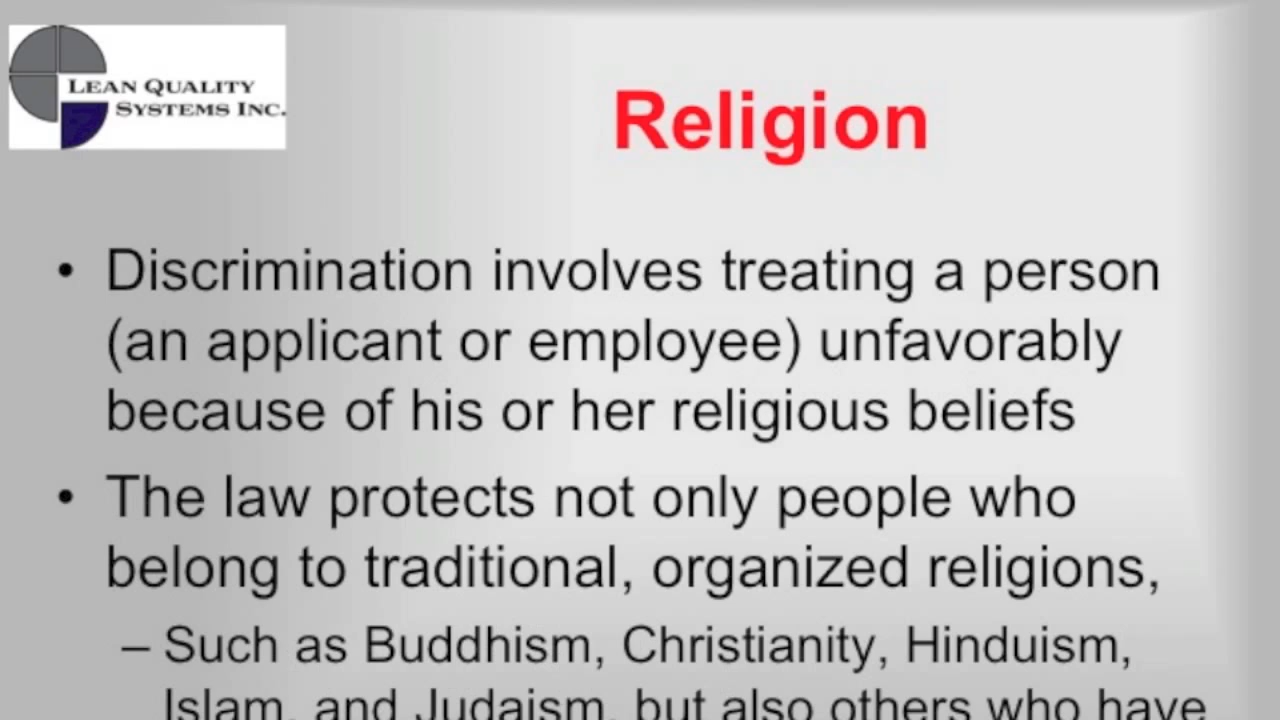 LEAN QUALITY
SYSTEMS INC.
Religion
• Discrimination involves treating a person
(an applicant or employee) unfavorably
because of his or her religious beliefs
• The law protects not only people who
belong to traditional, organized religions,
– Such as Buddhism, Christianity, Hinduism,
Islam, and Judaism, but also others who have